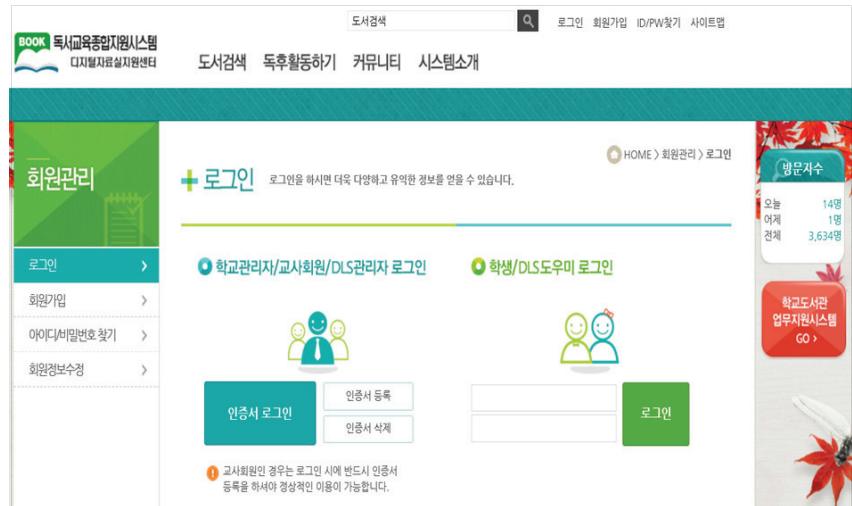 도서검색
로그인 회원가입 ID/PW찾기 사이트맵
BOOK 독서교육종합지원시스템
디지털자료실지원센터
도서검색 독후활동하기 커뮤니티 시스템소개
회원관리
로그인
회원가입
아이디/비밀번호 찾기
회원정보수정
HOME > 회원관리 > 로그인
로그인 로그인을 하시면 더욱 다양하고 유익한 정보를 얻을 수 있습니다.
학교관리자/교사회원/DLS관리자 로그인
인증서 로그인
인증서 등록
인증서 삭제
교사회원인 경우는 로그인 시에 반드시 인증서
등록을 하셔야 정상적인 이용이 가능합니다.
학생/DLS도우미 로그인
로그인
방문자수
오늘 14명
어제 1명
전체 3,634명
학교도서관
업무지원시스템
GO >